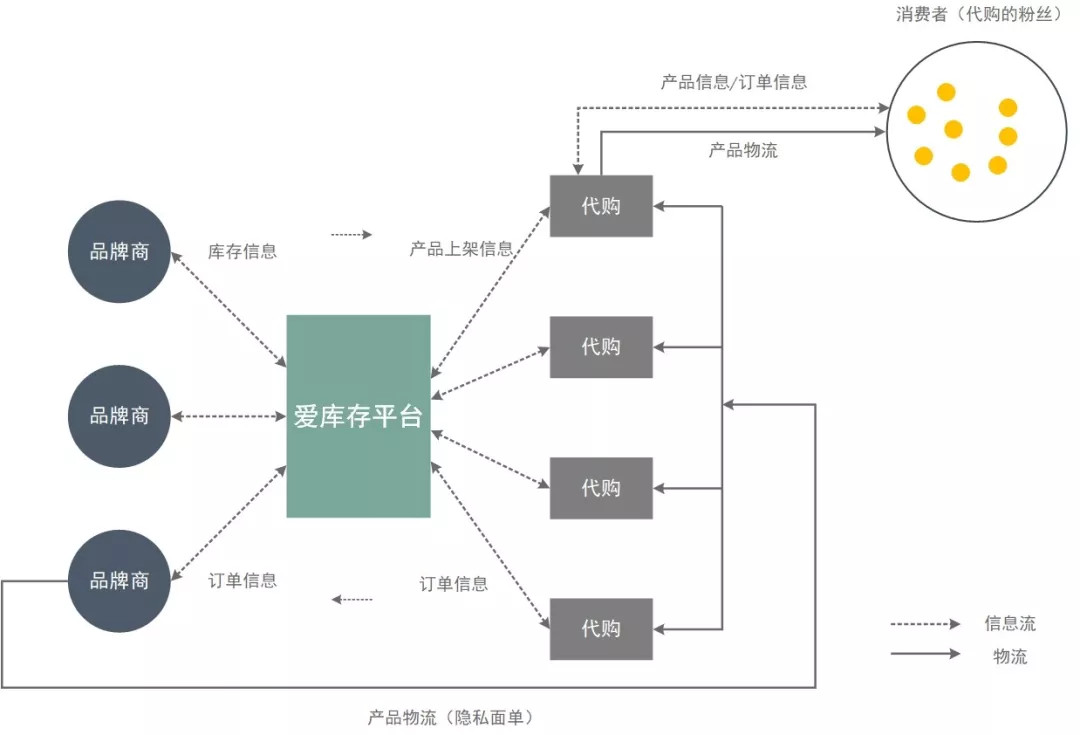 消费者（代购的粉丝）
产品信息/订单信息
产品物流
代购
品牌商
库存信息
产品上架信息
代购
爱库存平台
品牌商
代购
品牌商
订单信息
订单信息
代购
信息流
物流
产品物流（隐私面单）